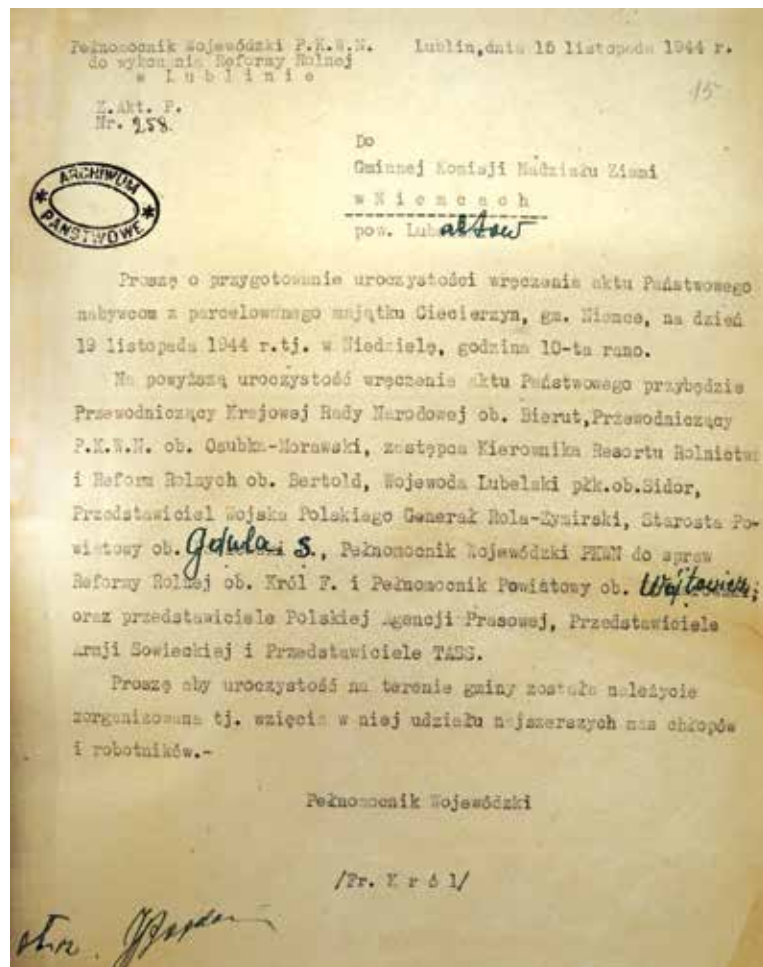 Pełnomocnik Wojewódzki P.K.W.N.
do wykonania Reformy Rolnej
w Lublinie
Lublin,dnia 15 listopada 1944 r.
15
Z.Akt. P.
Nr. 258.
Do
Gminnej Komisji Nadziału Ziemi
w Niemcach
pow. Lubartów
ARCHIWUM
PAŃSTWOWE
Proszę o przygotowanie uroczystości wręczenia aktu Państwowego
nabywcom z parcelowanego majątku Ciecierzyn, gm. Niemce, na dzień
19 listopada 1944 r.tj. w Niedzielę, godzina 10-ta rano.
Na powyższą uroczystość wręczenia aktu Państwowego przybędzie
Przewodniczący Krajowej Rady Narodowej ob. Bierut,Przewodniczący
P.K.W.N. ob. Osubka-Morawski, zastępca Kierownika Resortu Rolnictwa
i Reform Rolnych ob. Bertold, Wojewoda Lubelski płk.ob.Sidor,
Przedstawiciel Wojska Polskiego Generał Rola-Żymirski, Starosta Po-
wiatowy ob. Gdula S., Pełnomocnik Wojewódzki PKWN do spraw
Reformy Rolnej ob. Król F. i Pełnomocnik Powiatowy ob. Wójtowicz,
oraz przedstawiciele Polskiej Agencji Prasowej, Przedstawiciele
Armji Sowieckiej i Przedstawiciele TASS.
Proszę aby uroczystość na terenie gminy została należycie
zorganizowana tj. wzięcia w niej udziału najszerszych mas chłopów
i robotników.-
Pełnomocnik Wojewódzki
/Fr. K r ó l/